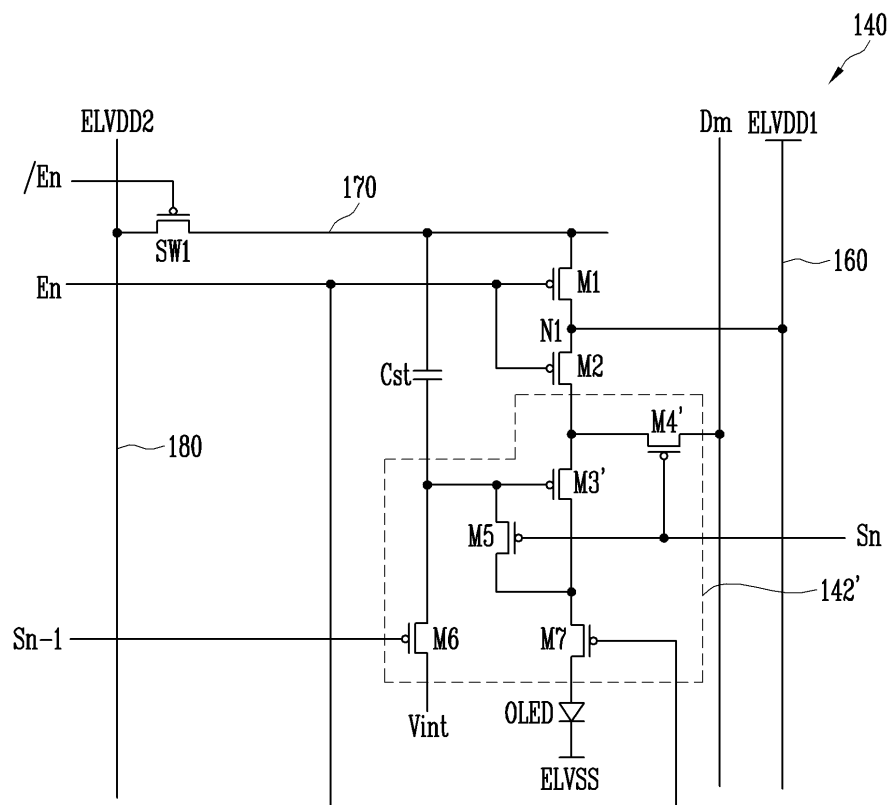 140
ELVDD2
Dm
ELVDD1
/En
170
SW1
160
En
M1
N1
M2
Cst
M4'
180
M3'
M5
Sn
142'
Sn-1
M6
M7
Vint
OLED
ELVSS